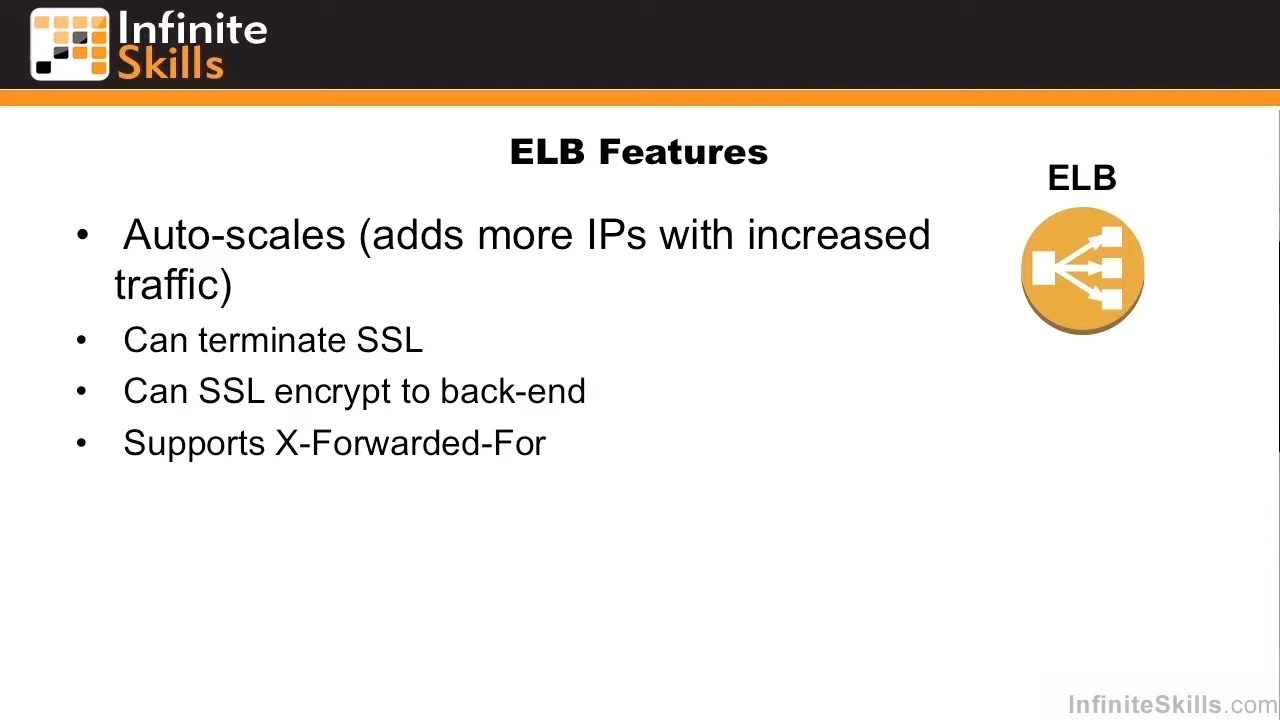 Infinite
Skills
ELB Features
ELB
• Auto-scales (adds more IPs with increased
traffic)
• Can terminate SSL
• Can SSL encrypt to back-end
• Supports X-Forwarded-For
InfiniteSkills.com